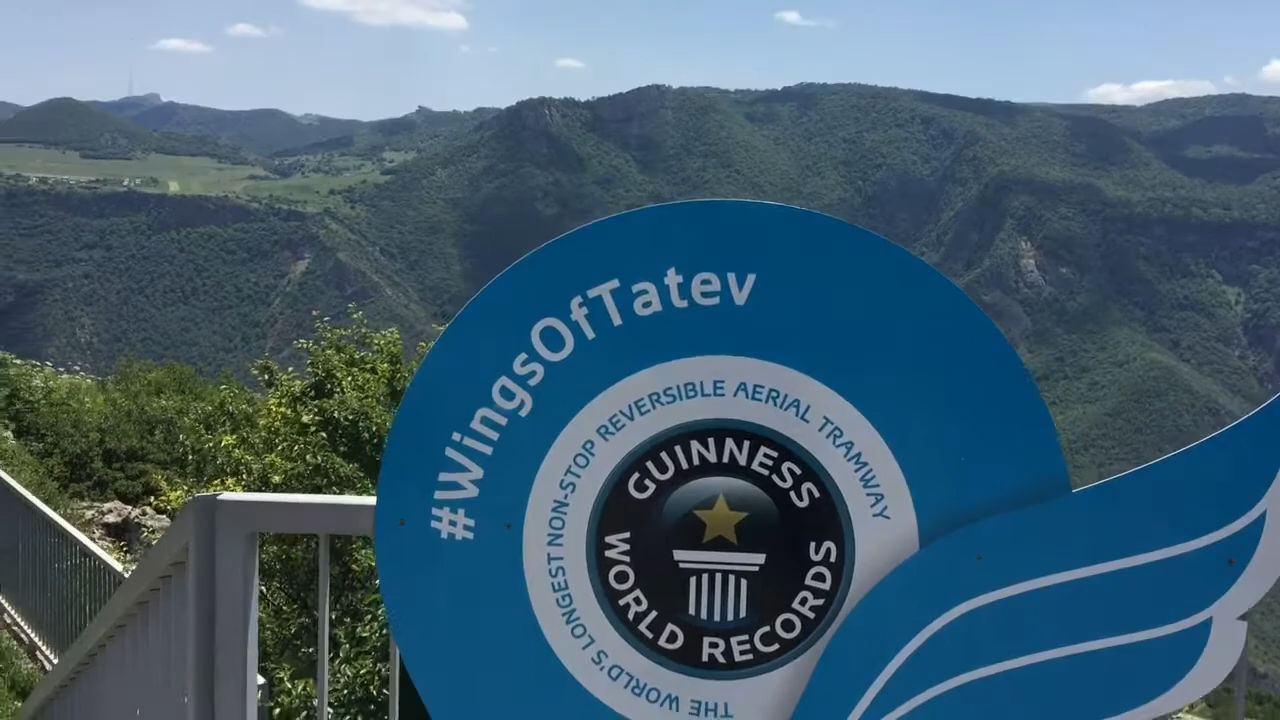 #WingsOfTatev
THE WORLD'S LONGEST NON-STOP REVERSIBLE AERIAL TRAMWAY
GUINNESS
WORLD RECORDS